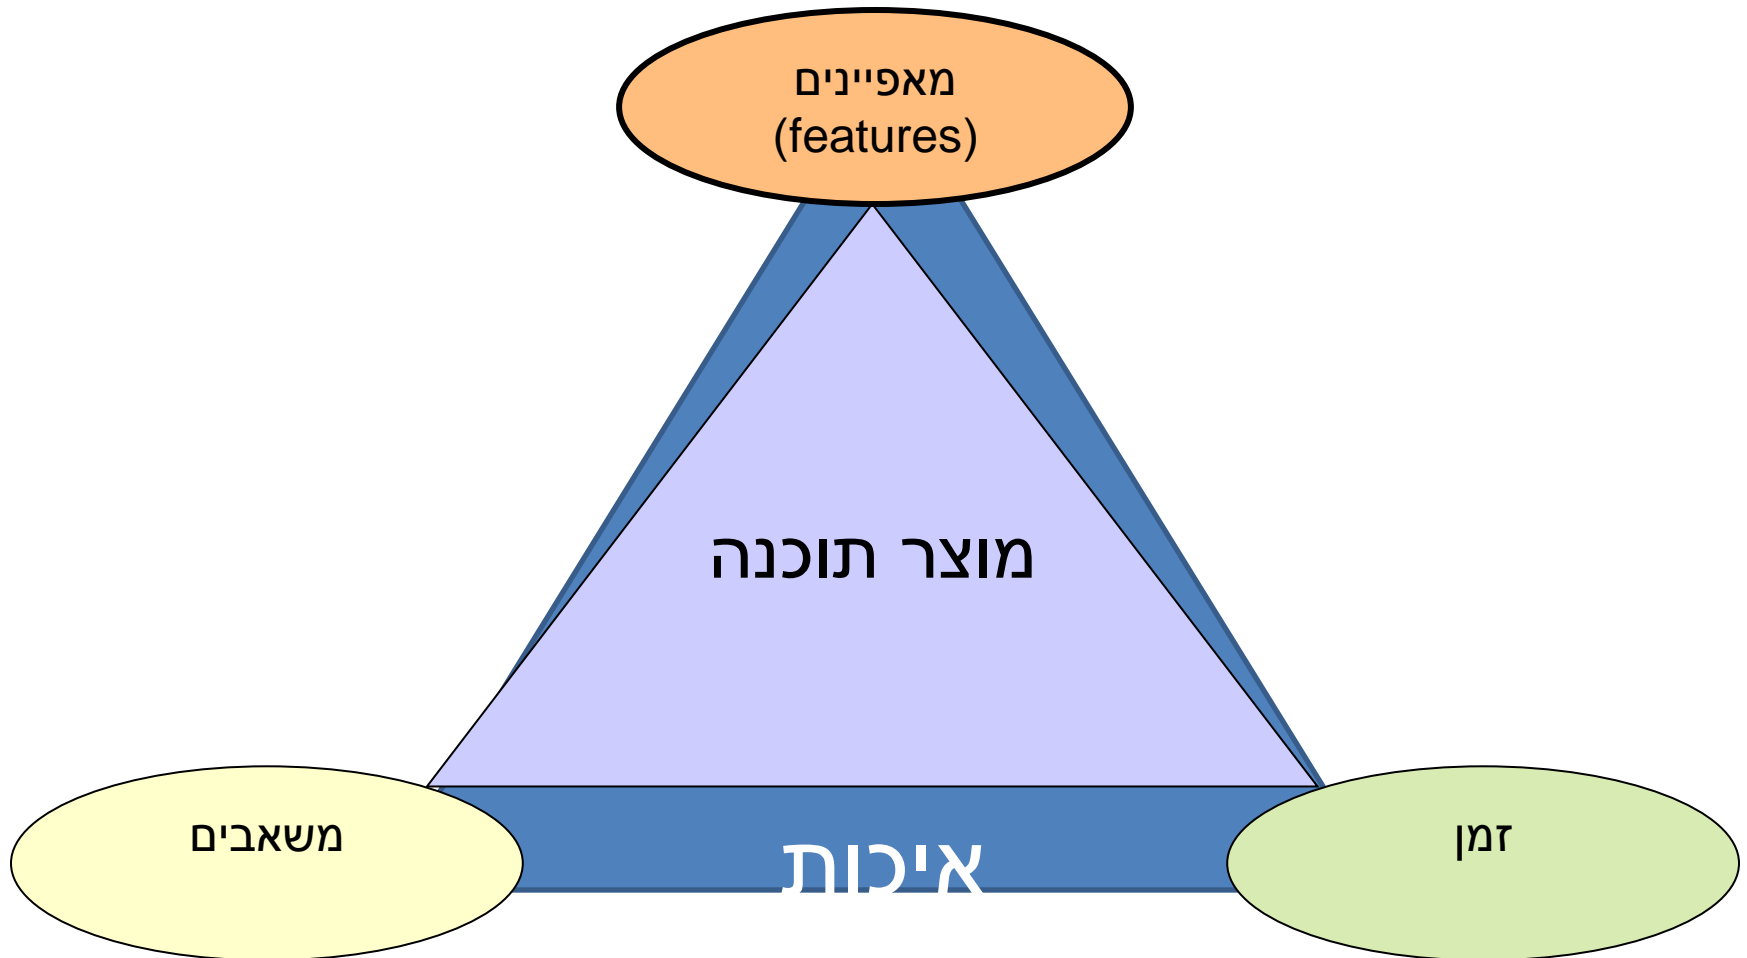 מאפיינים
(features)
מוצר תוכנה
משאבים
זמן
איכות